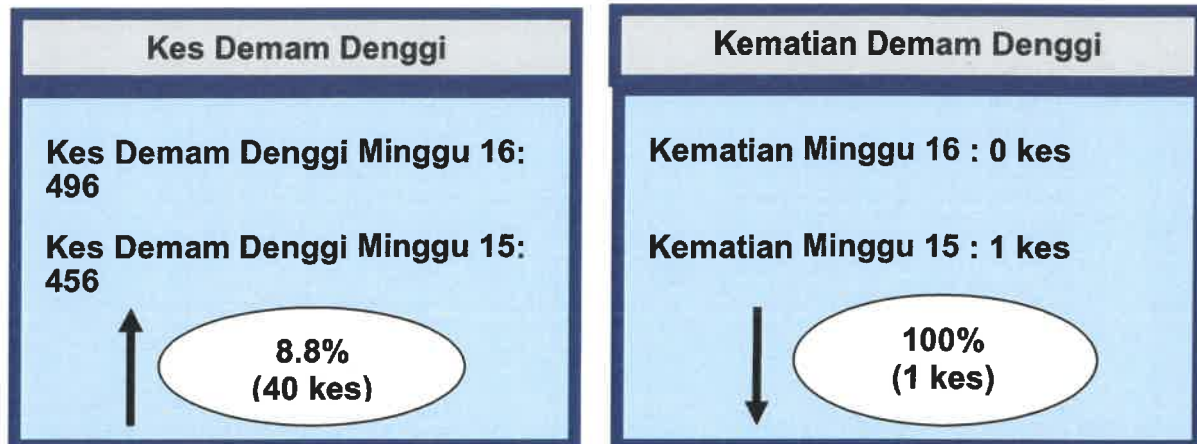 Kes Demam Denggi
Kes Demam Denggi Minggu 16:
496
Kes Demam Denggi Minggu 15:
456
8.8%
(40 kes)
Kematian Demam Denggi
Kematian Minggu 16 : 0 kes
Kematian Minggu 15 : 1 kes
100%
(1 kes)